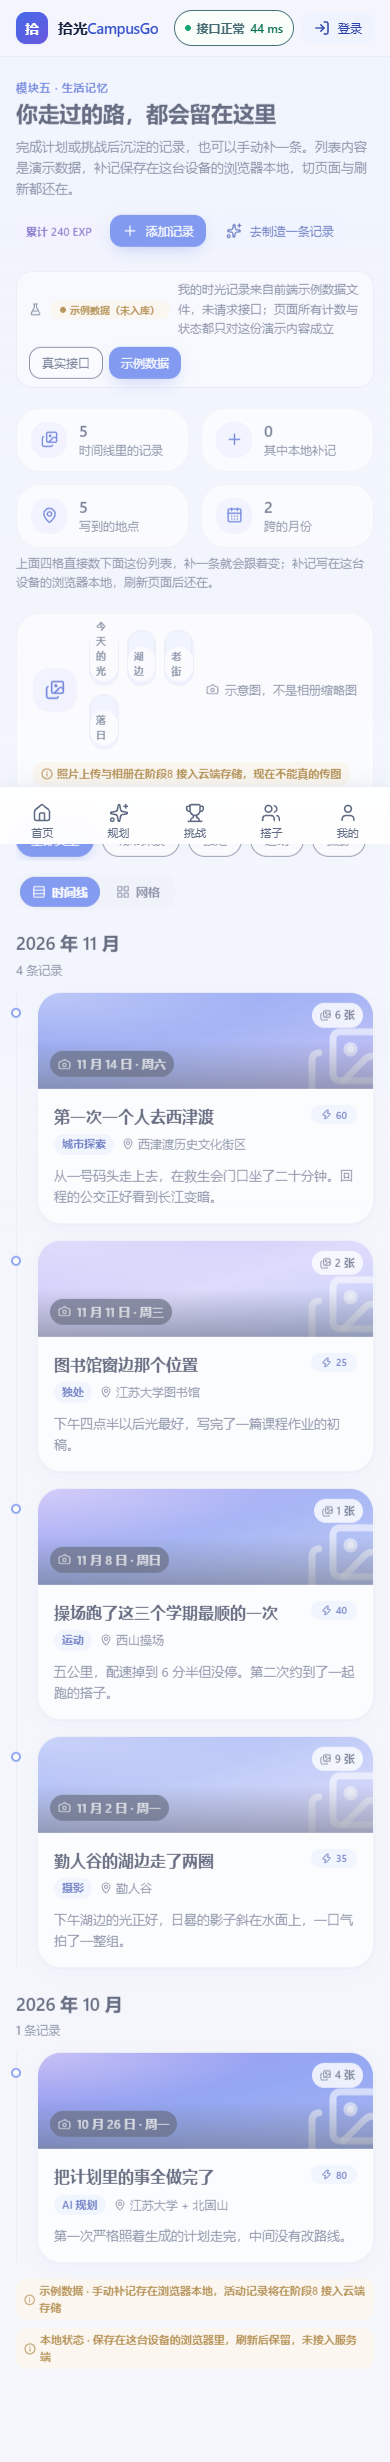 拾 拾光CampusGo 接口正常 44 ms 登录
模块五 · 生活记忆
你走过的路，都会留在这里
完成计划或挑战后沉淀的记录，也可以手动补一条。列表内容
是演示数据，补记保存在这台设备的浏览器本地，切页面与刷
新都还在。
累计 240 EXP 添加记录 去制造一条记录
示例数据（未入库）
我的时光记录来自前端示例数据文
件，未请求接口；页面所有计数与
状态都只对这份演示内容成立
真实接口 示例数据
5
时间线里的记录
0
其中本地补记
5
写到的地点
2
跨的月份
上面四格直接数下面这份列表，补一条就会跟着变；补记写在这台
设备的浏览器本地，刷新页面后还在。
今天的光
湖边
老街
落日
示意图，不是相册缩略图
照片上传与相册在阶段8 接入云端存储，现在不能真的传图
首页 规划 挑战 搭子 我的
时间线 网格
2026 年 11 月
4 条记录
6 张
11 月 14 日 · 周六
第一次一个人去西津渡 60
城市探索 西津渡历史文化街区
从一号码头走上去，在救生会门口坐了二十分钟。回
程的公交正好看到长江变暗。
2 张
11 月 11 日 · 周三
图书馆窗边那个位置 25
独处 江苏大学图书馆
下午四点半以后光最好，写完了一篇课程作业的初
稿。
1 张
11 月 8 日 · 周日
操场跑了这三个学期最顺的一次 40
运动 西山操场
五公里，配速掉到 6 分半但没停。第二次约到了一起
跑的搭子。
9 张
11 月 2 日 · 周一
勤人谷的湖边走了两圈 35
摄影 勤人谷
下午湖边的光正好，日晷的影子斜在水面上，一口气
拍了一整组。
2026 年 10 月
1 条记录
4 张
10 月 26 日 · 周一
把计划里的事全做完了 80
AI 规划 江苏大学 + 北固山
第一次严格照着生成的计划走完，中间没有改路线。
示例数据 · 手动补记存在浏览器本地，活动记录将在阶段8 接入云端
存储
本地状态 · 保存在这台设备的浏览器里，刷新后保留，未接入服务
端